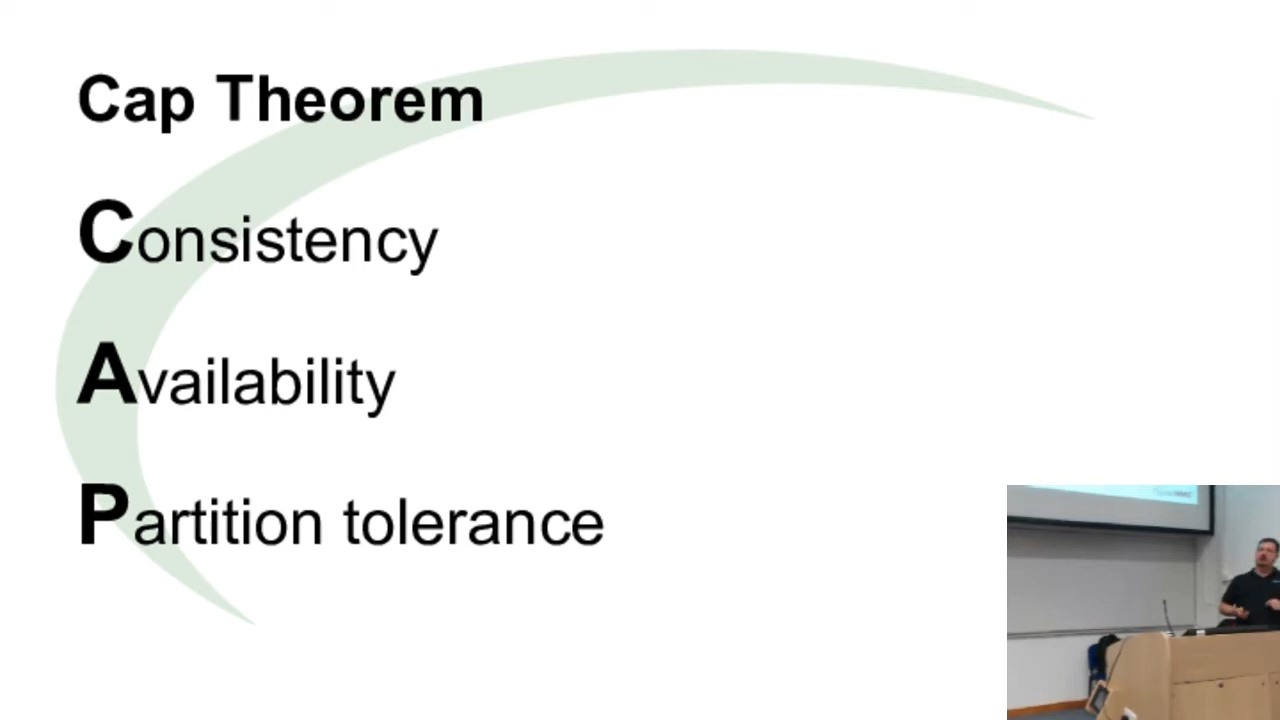 Cap Theorem
Consistency
Availability
Partition tolerance